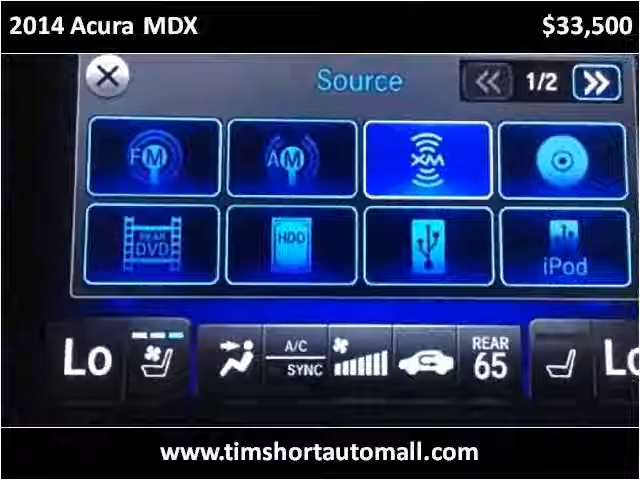 2014 Acura MDX $33,500
Source 1/2
FM AM XM
REAR DVD HDD iPod
Lo A/C SYNC REAR 65 Lo
www.timshortautomall.com